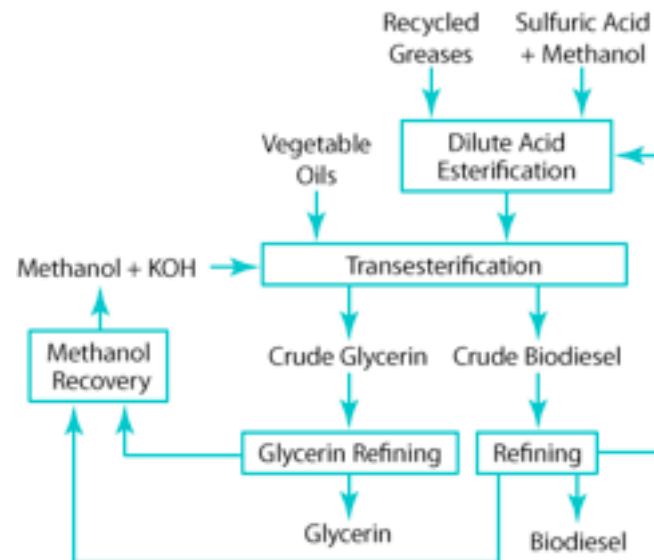 Recycled
Greases
Sulfuric Acid
+ Methanol
Vegetable
Oils
Dilute Acid
Esterification
Methanol + KOH
Transesterification
Methanol
Recovery
Crude Glycerin
Crude Biodiesel
Glycerin Refining
Refining
Glycerin
Biodiesel